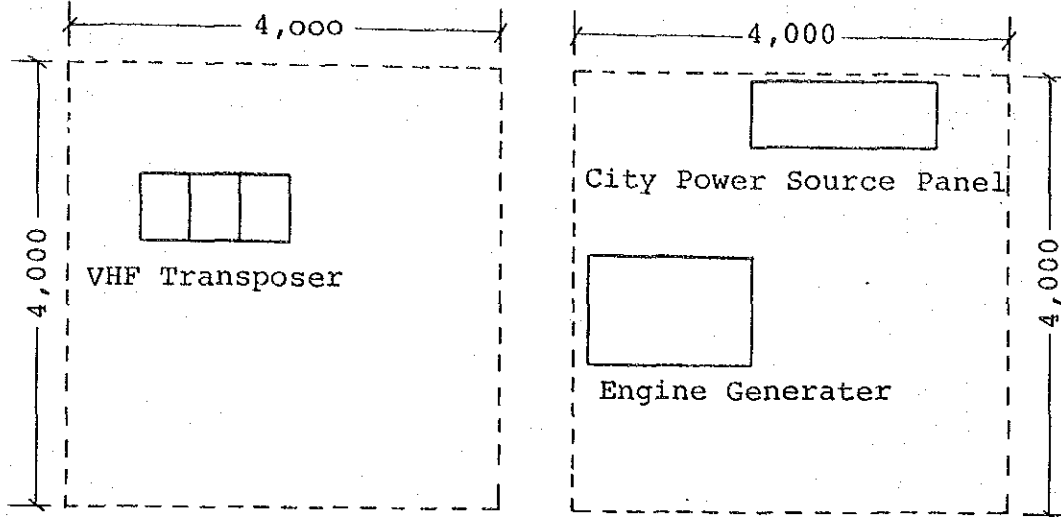 4,000
4,000
4,000
VHF Transposer
City Power Source Panel
Engine Generater
4,000